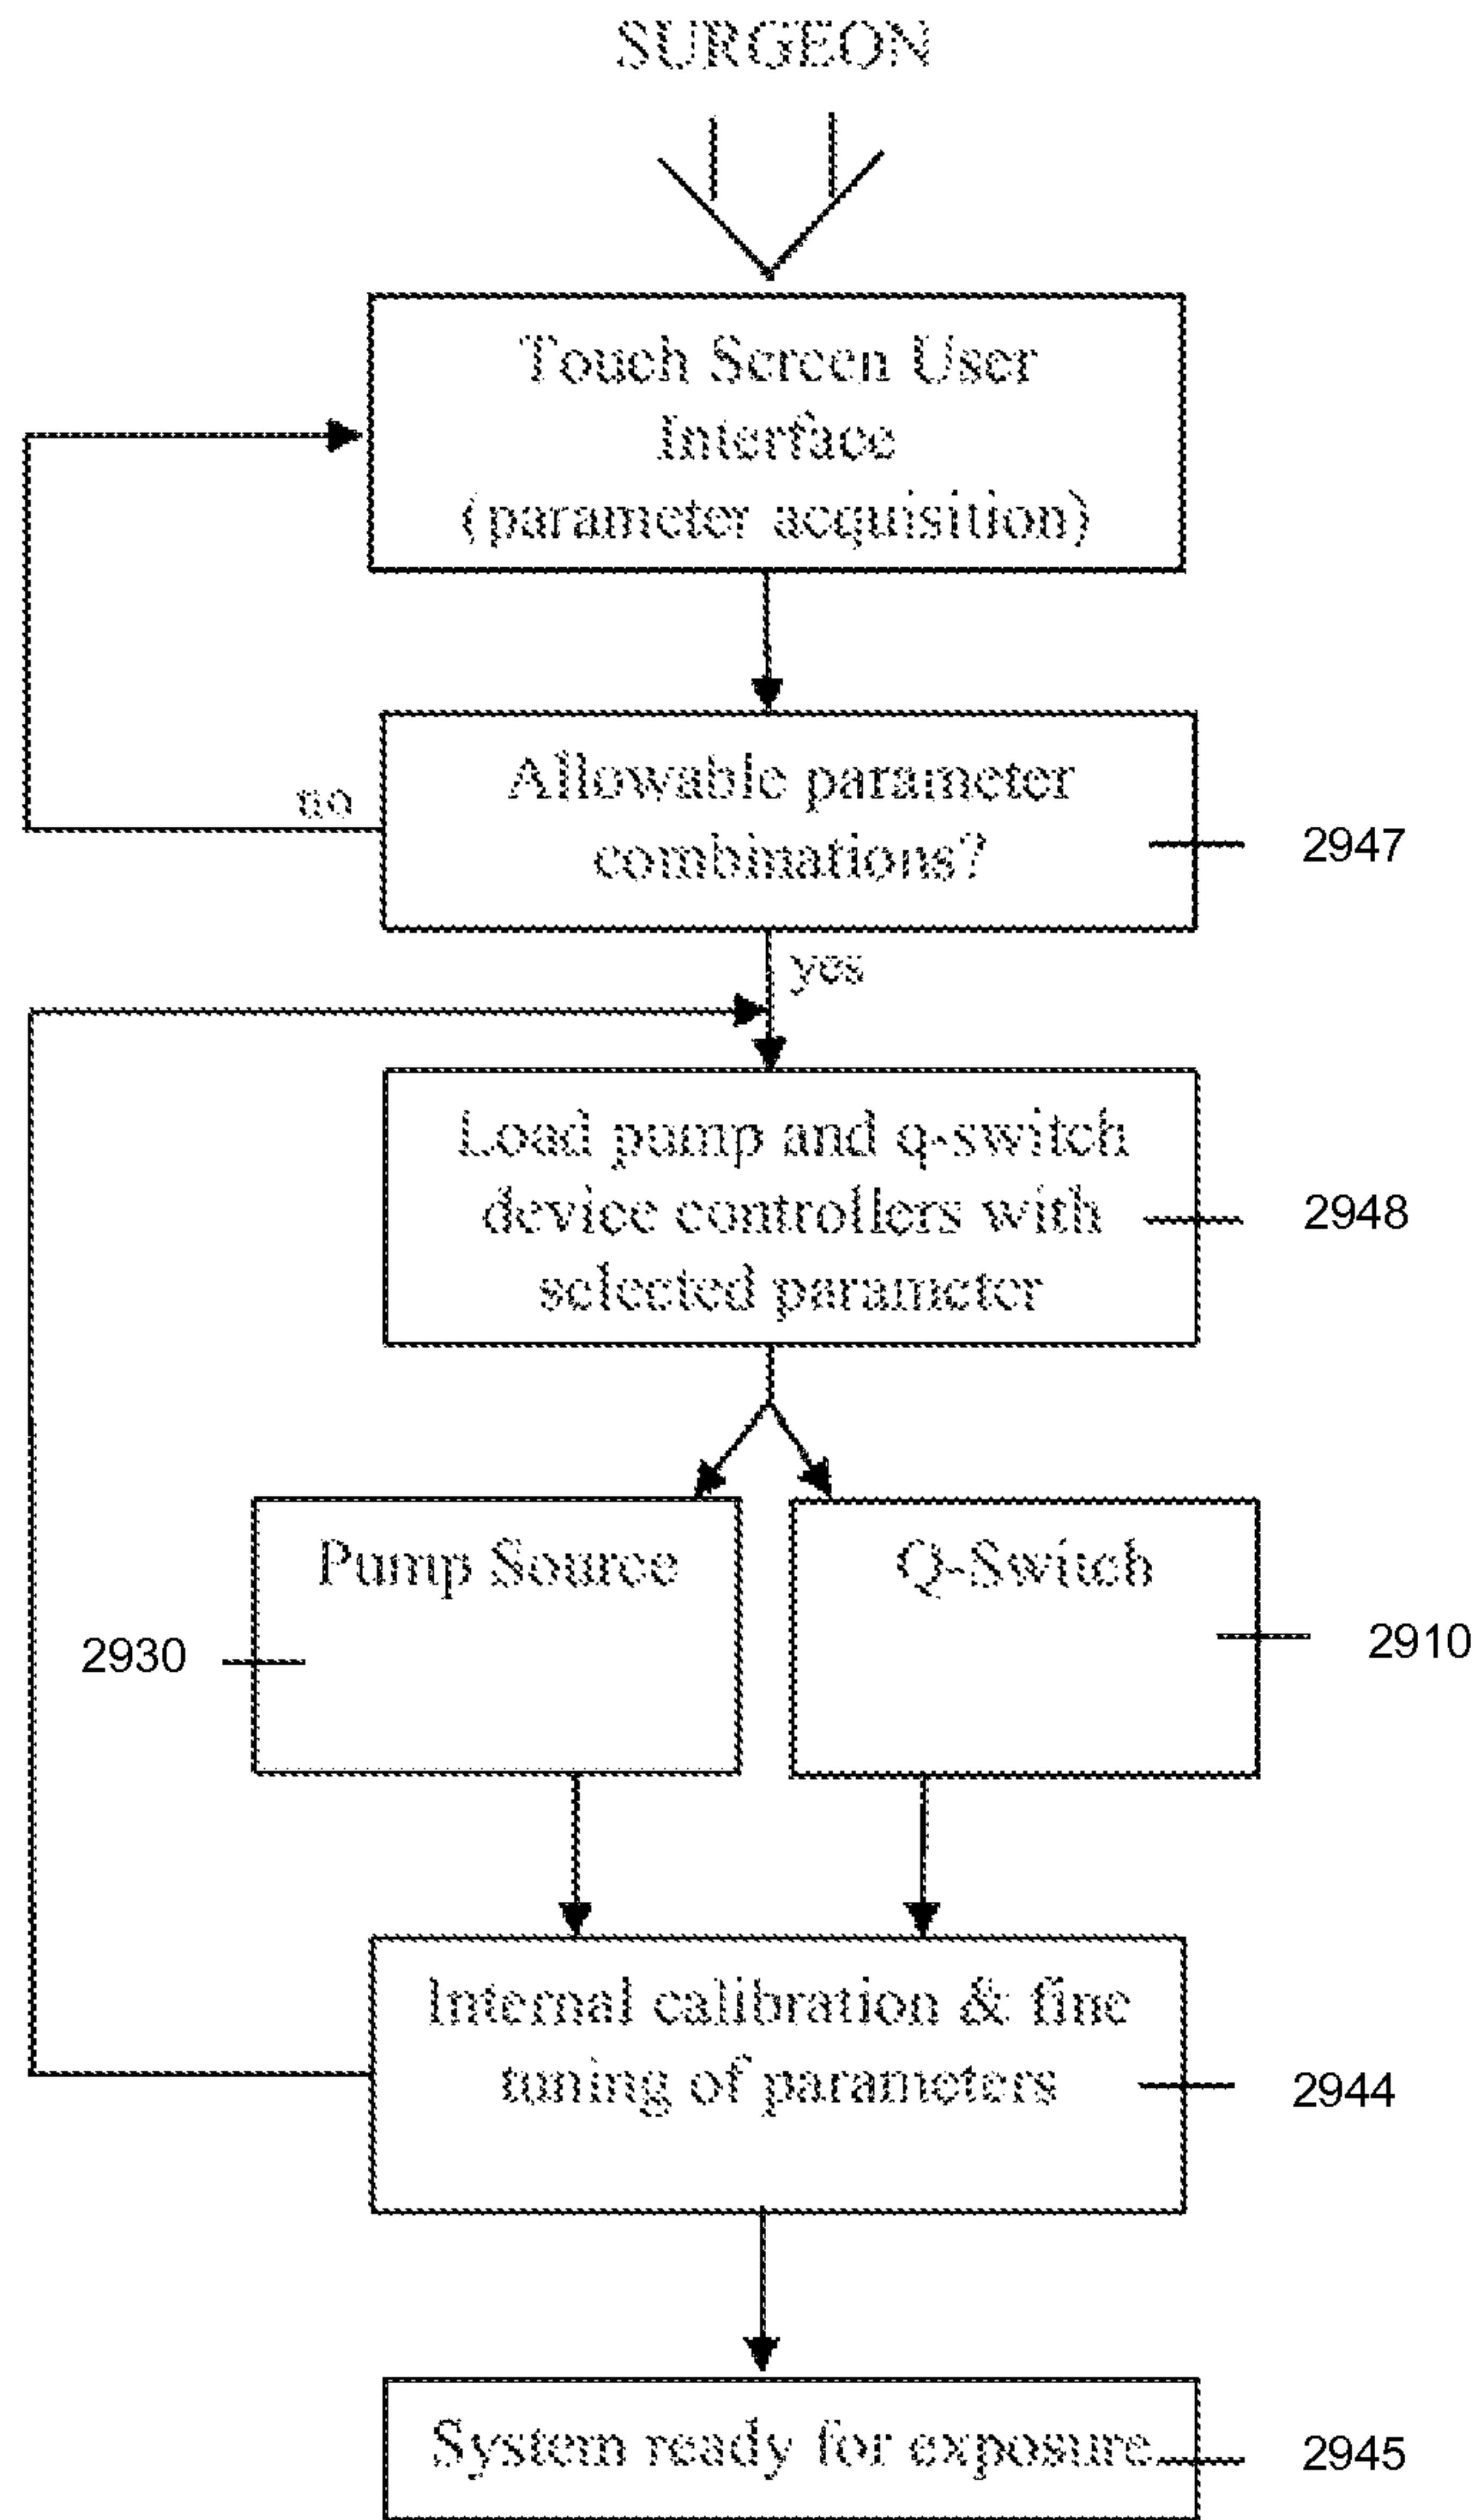 SURGEON
Touch Screen User
Interface
(parameter acquisition)
no
Allowable parameter
combinations?
2947
yes
Load pump and q-switch
device controllers with
selected parameter
2948
Pump Source
Q-Switch
2930
2910
Internal calibration & fine
tuning of parameters
2944
System ready for exposure
2945